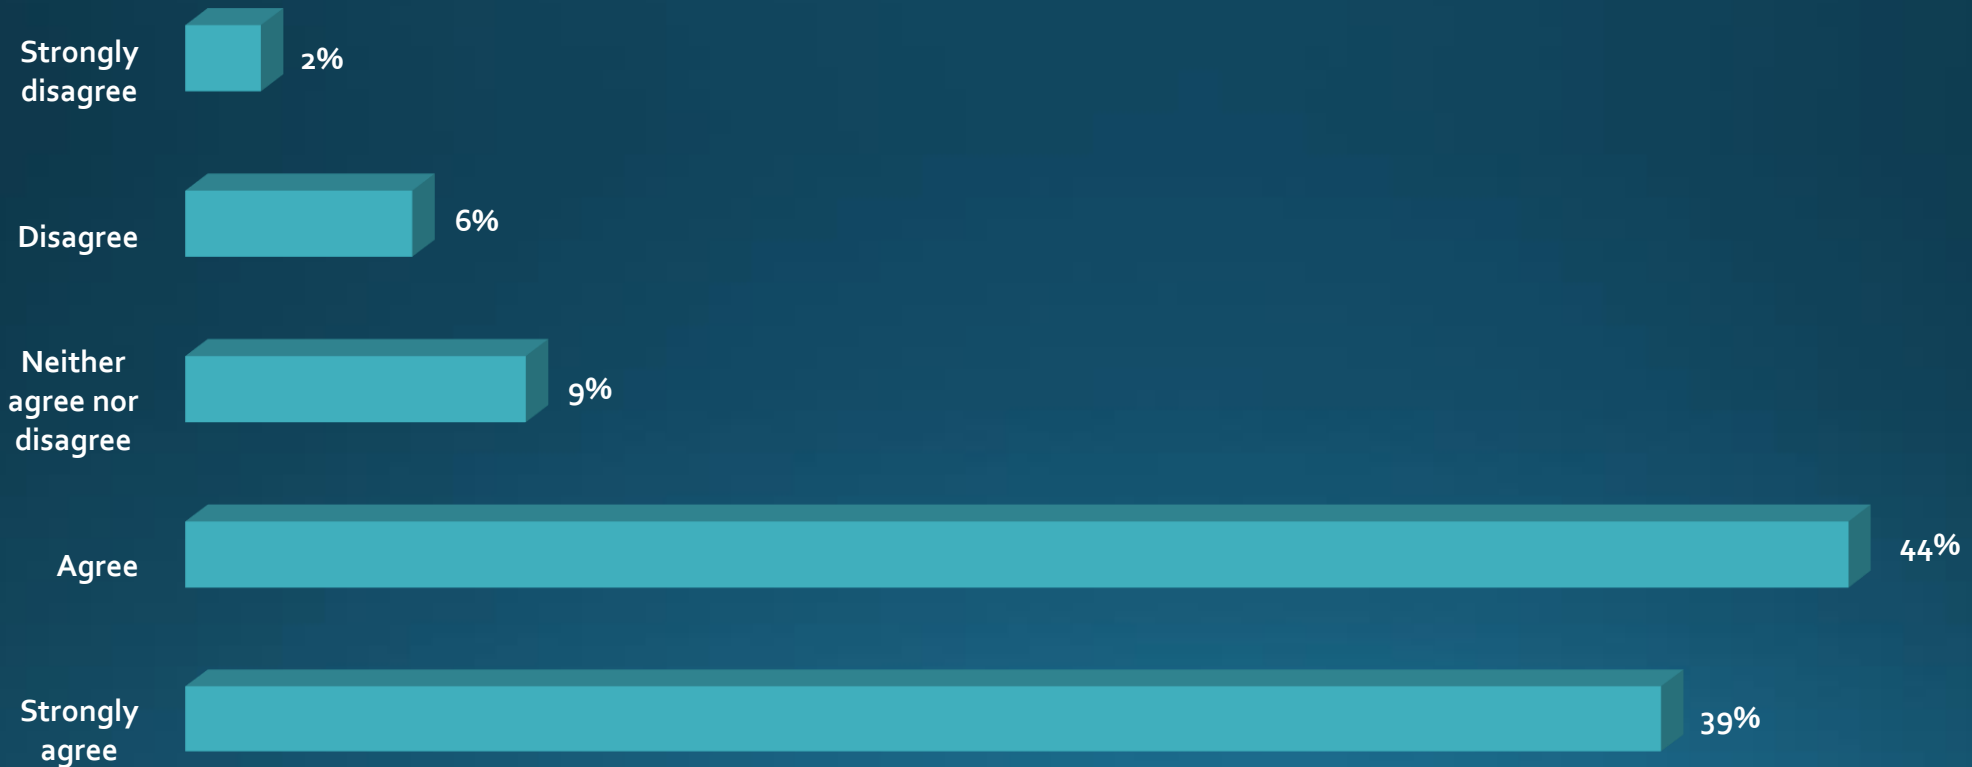 Strongly
disagree
2%
Disagree
6%
Neither
agree nor
disagree
9%
Agree
44%
Strongly
agree
39%